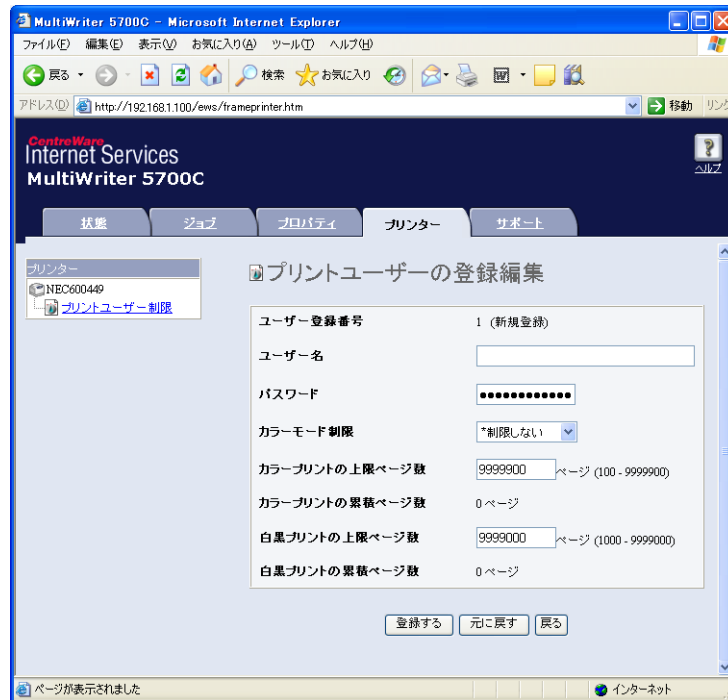 MultiWriter 5700C - Microsoft Internet Explorer
ファイル(F) 編集(E) 表示(V) お気に入り(A) ツール(T) ヘルプ(H)
戻る 検索 お気に入り
アドレス(D) http://192.168.1.100/ews/frameprinter.htm 移動 リンク
CentreWare
Internet Services
MultiWriter 5700C
ヘルプ
状態 ジョブ プロパティ プリンター サポート
プリンター
NEC600449
プリントユーザー制限
プリントユーザーの登録編集
ユーザー登録番号 1 (新規登録)
ユーザー名
パスワード ●●●●●●●●●●●●
カラーモード制限 *制限しない
カラープリントの上限ページ数 9999900 ページ (100 - 9999900)
カラープリントの累積ページ数 0 ページ
白黒プリントの上限ページ数 9999000 ページ (1000 - 9999000)
白黒プリントの累積ページ数 0 ページ
登録する 元に戻す 戻る
ページが表示されました インターネット